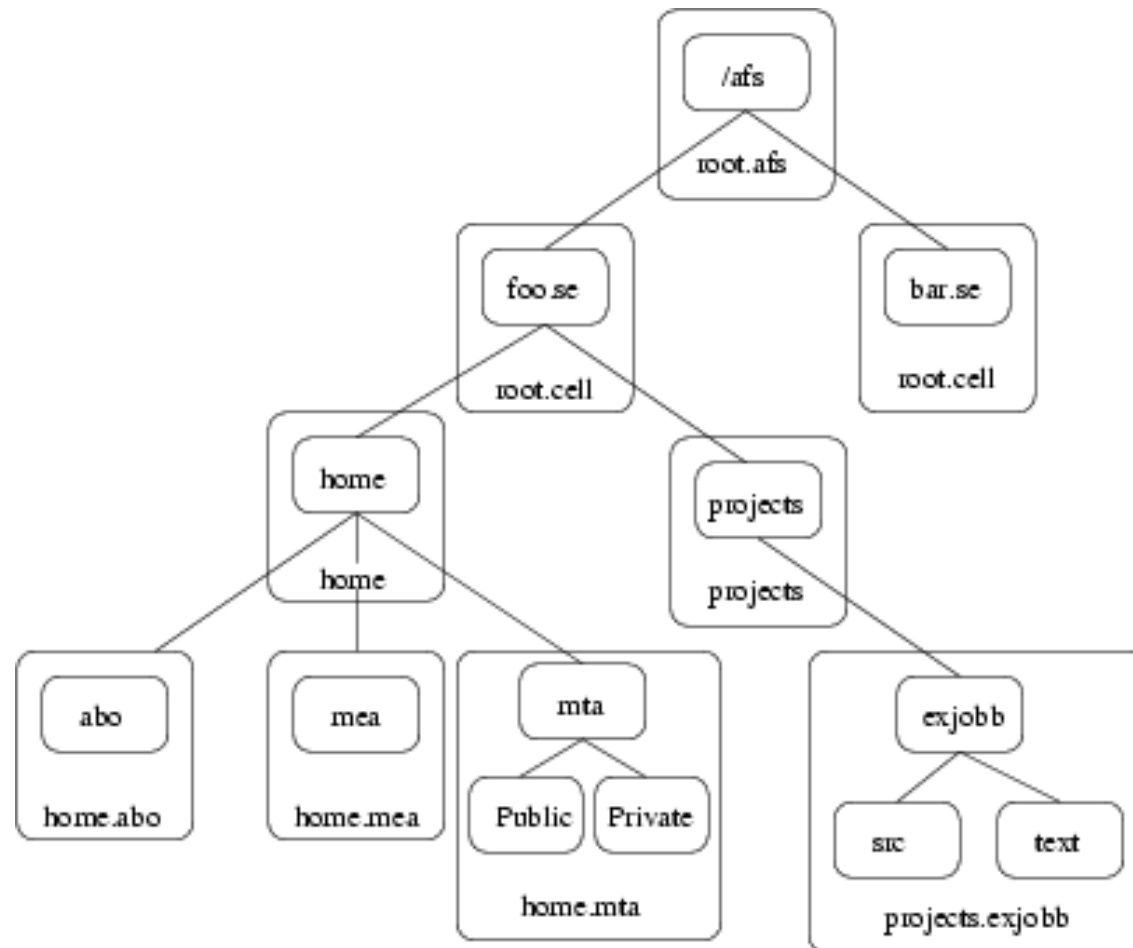 /afs
root.afs
foo.se
bar.se
root.cell
root.cell
home
projects
home
projects
abo
mea
mta
exjobb
Public
Private
src
text
home.abo
home.mea
home.mta
projects.exjobb